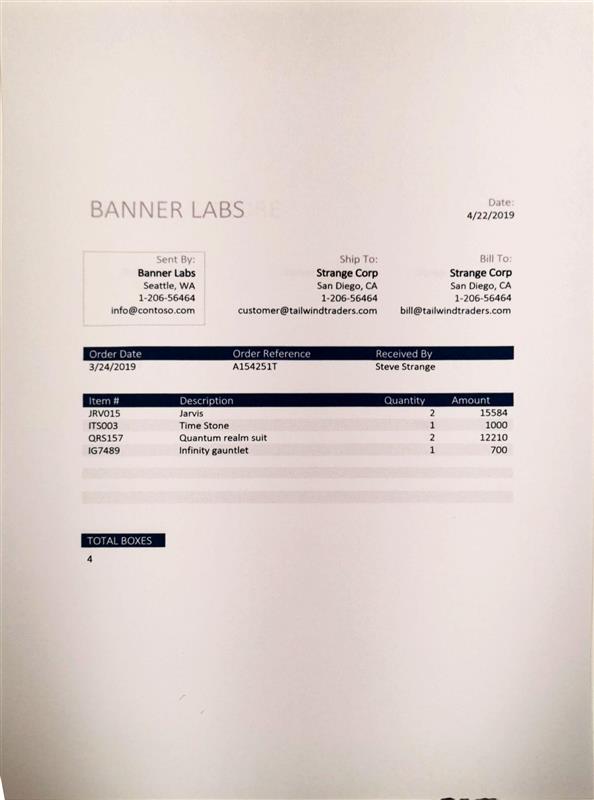 BANNER LABS
Date:
4/22/2019
Sent By:
Banner Labs
Seattle, WA
1-206-56464
info@contoso.com
Ship To:
Strange Corp
San Diego, CA
1-206-56464
customer@tailwindtraders.com
Bill To:
Strange Corp
San Diego, CA
1-206-56464
bill@tailwindtraders.com
Order Date Order Reference Received By
3/24/2019 A154251T Steve Strange
Item # Description Quantity Amount
JRV015 Jarvis 2 15584
ITS003 Time Stone 1 1000
QRS157 Quantum realm suit 2 12210
IG7489 Infinity gauntlet 1 700
TOTAL BOXES
4